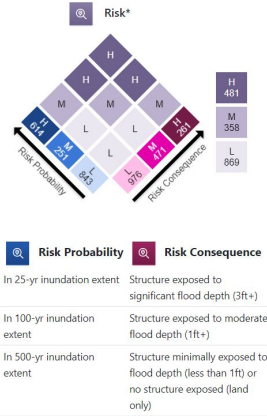 Risk*
H
H
H
M
M
M
L
L
L
H
614
M
251
L
843
L
976
M
471
H
261
Risk Probability
Risk Consequence
H
481
M
358
L
869
Risk Probability
Risk Consequence
In 25-yr inundation extent
Structure exposed to
significant flood depth (3ft+)
In 100-yr inundation
extent
Structure exposed to moderate
flood depth (1ft+)
In 500-yr inundation
extent
Structure minimally exposed to
flood depth (less than 1ft) or
no structure exposed (land
only)